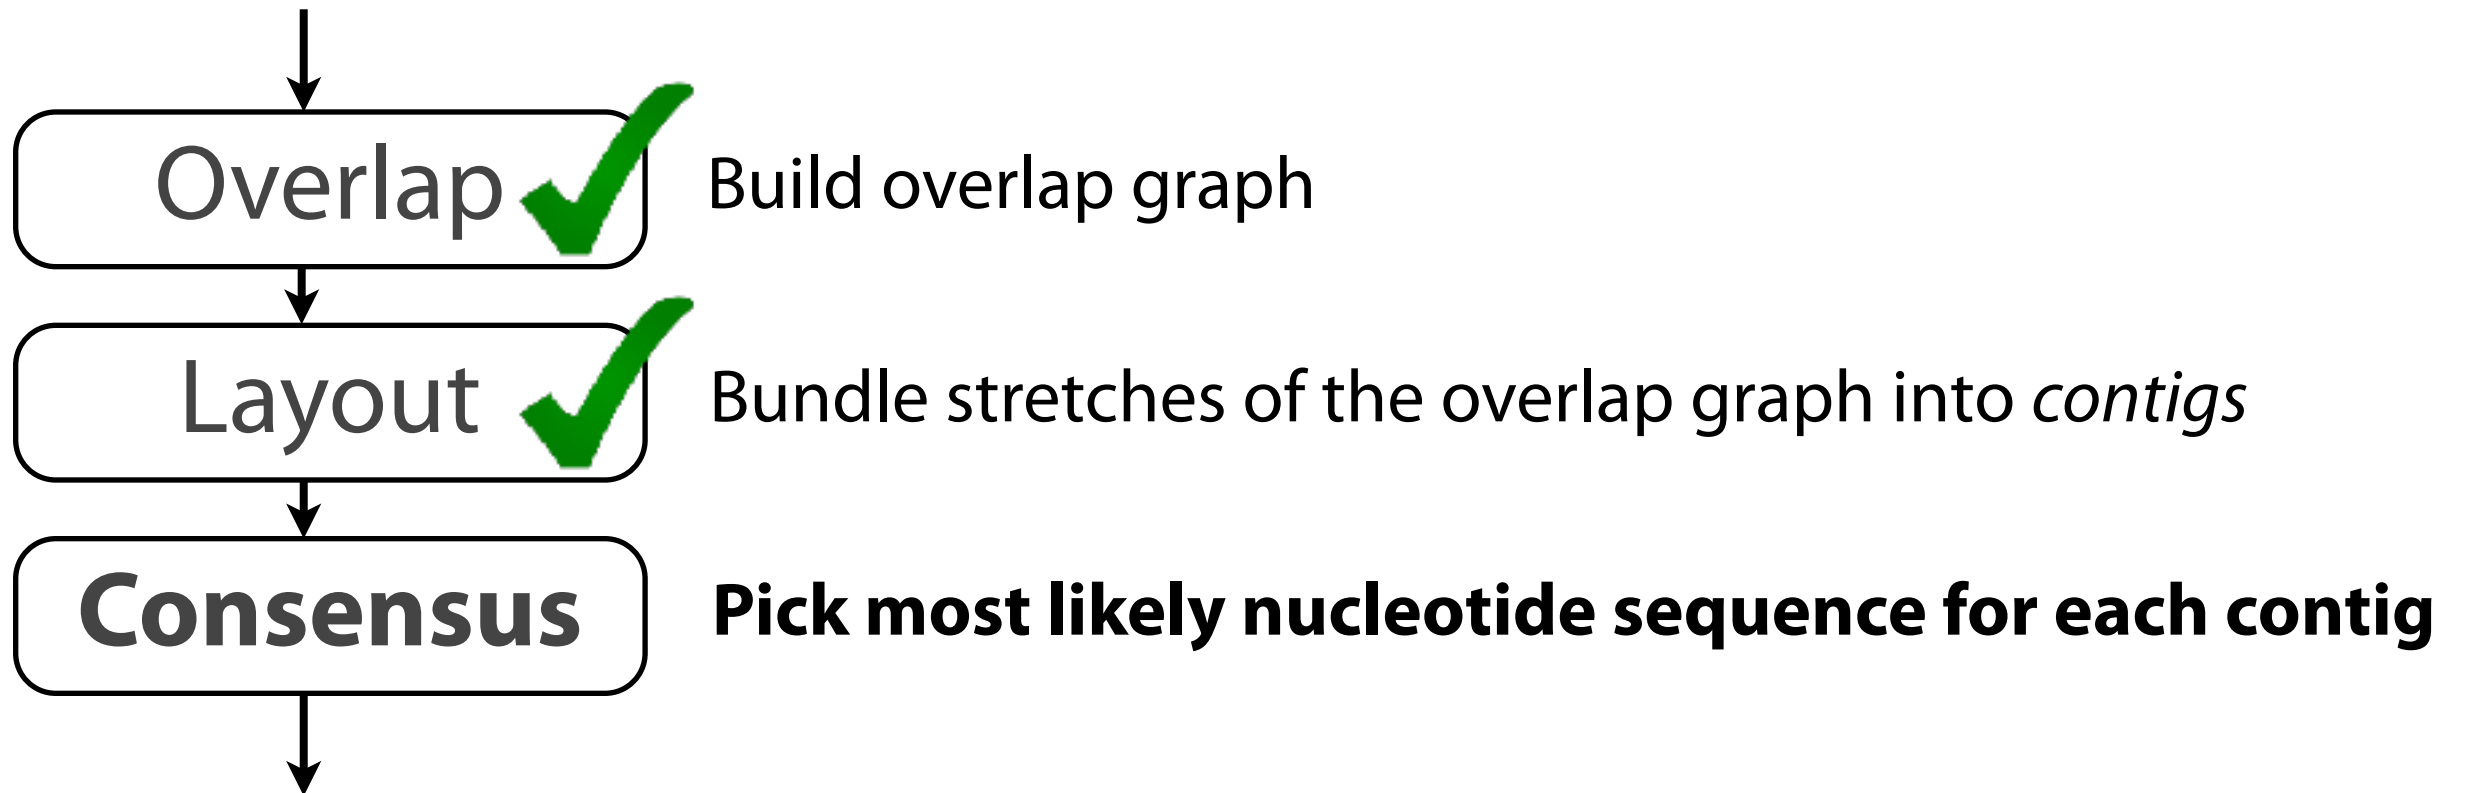 Overlap
Build overlap graph
Layout
Bundle stretches of the overlap graph into contigs
Consensus
Pick most likely nucleotide sequence for each contig